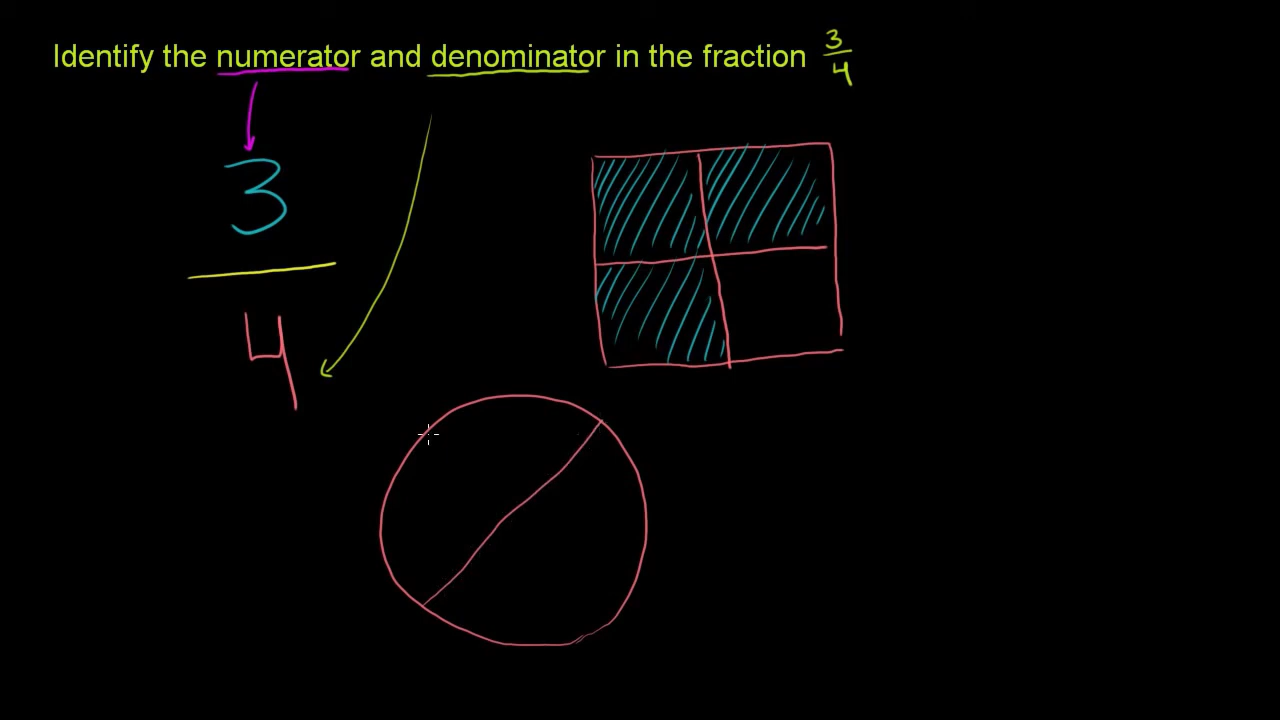 Identify the numerator and denominator in the fraction 3/4
3
4